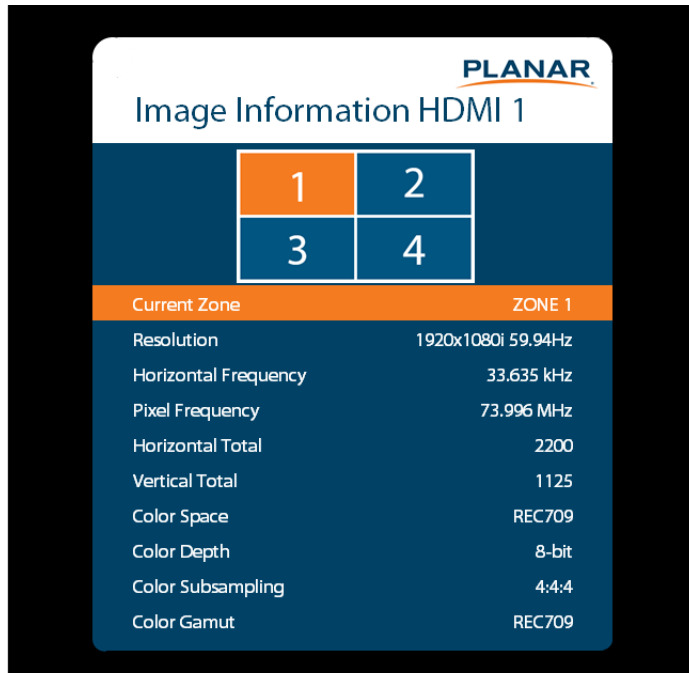 PLANAR
Image Information HDMI 1
1 2
3 4
Current Zone ZONE 1
Resolution 1920x1080i 59.94Hz
Horizontal Frequency 33.635 kHz
Pixel Frequency 73.996 MHz
Horizontal Total 2200
Vertical Total 1125
Color Space REC709
Color Depth 8-bit
Color Subsampling 4:4:4
Color Gamut REC709